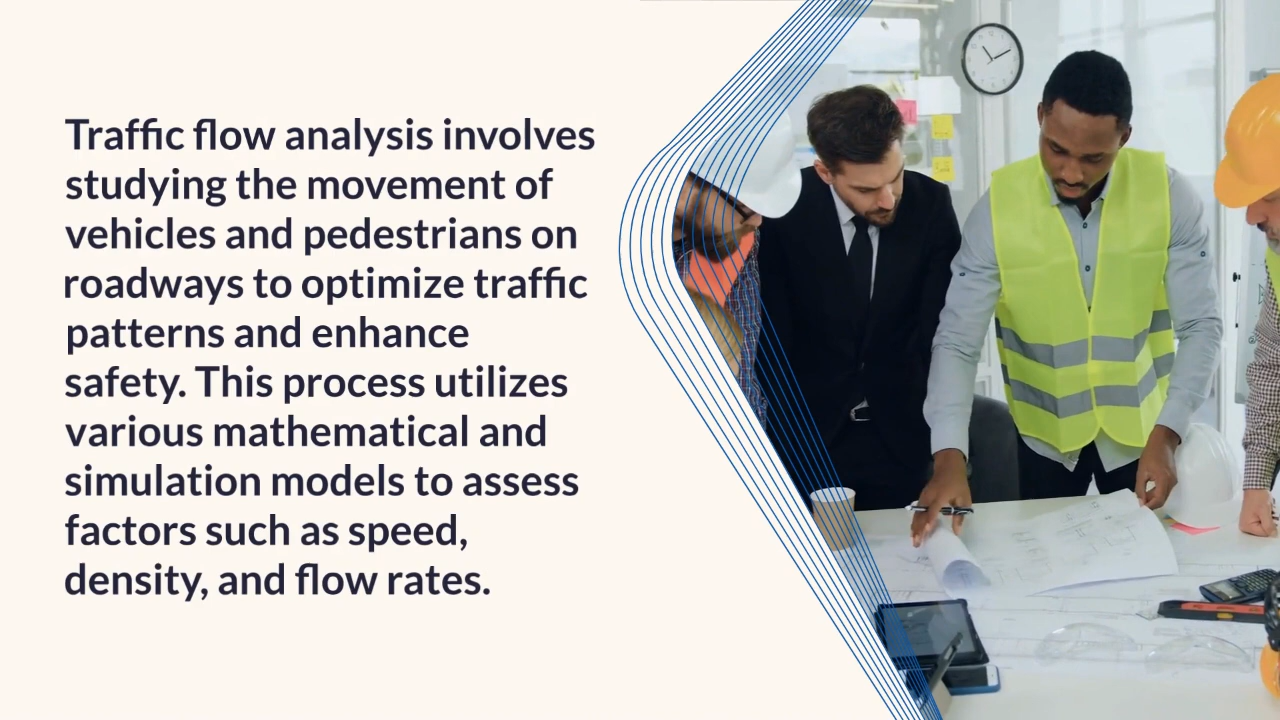 Traffic flow analysis involves
studying the movement of
vehicles and pedestrians on
roadways to optimize traffic
patterns and enhance
safety. This process utilizes
various mathematical and
simulation models to assess
factors such as speed,
density, and flow rates.